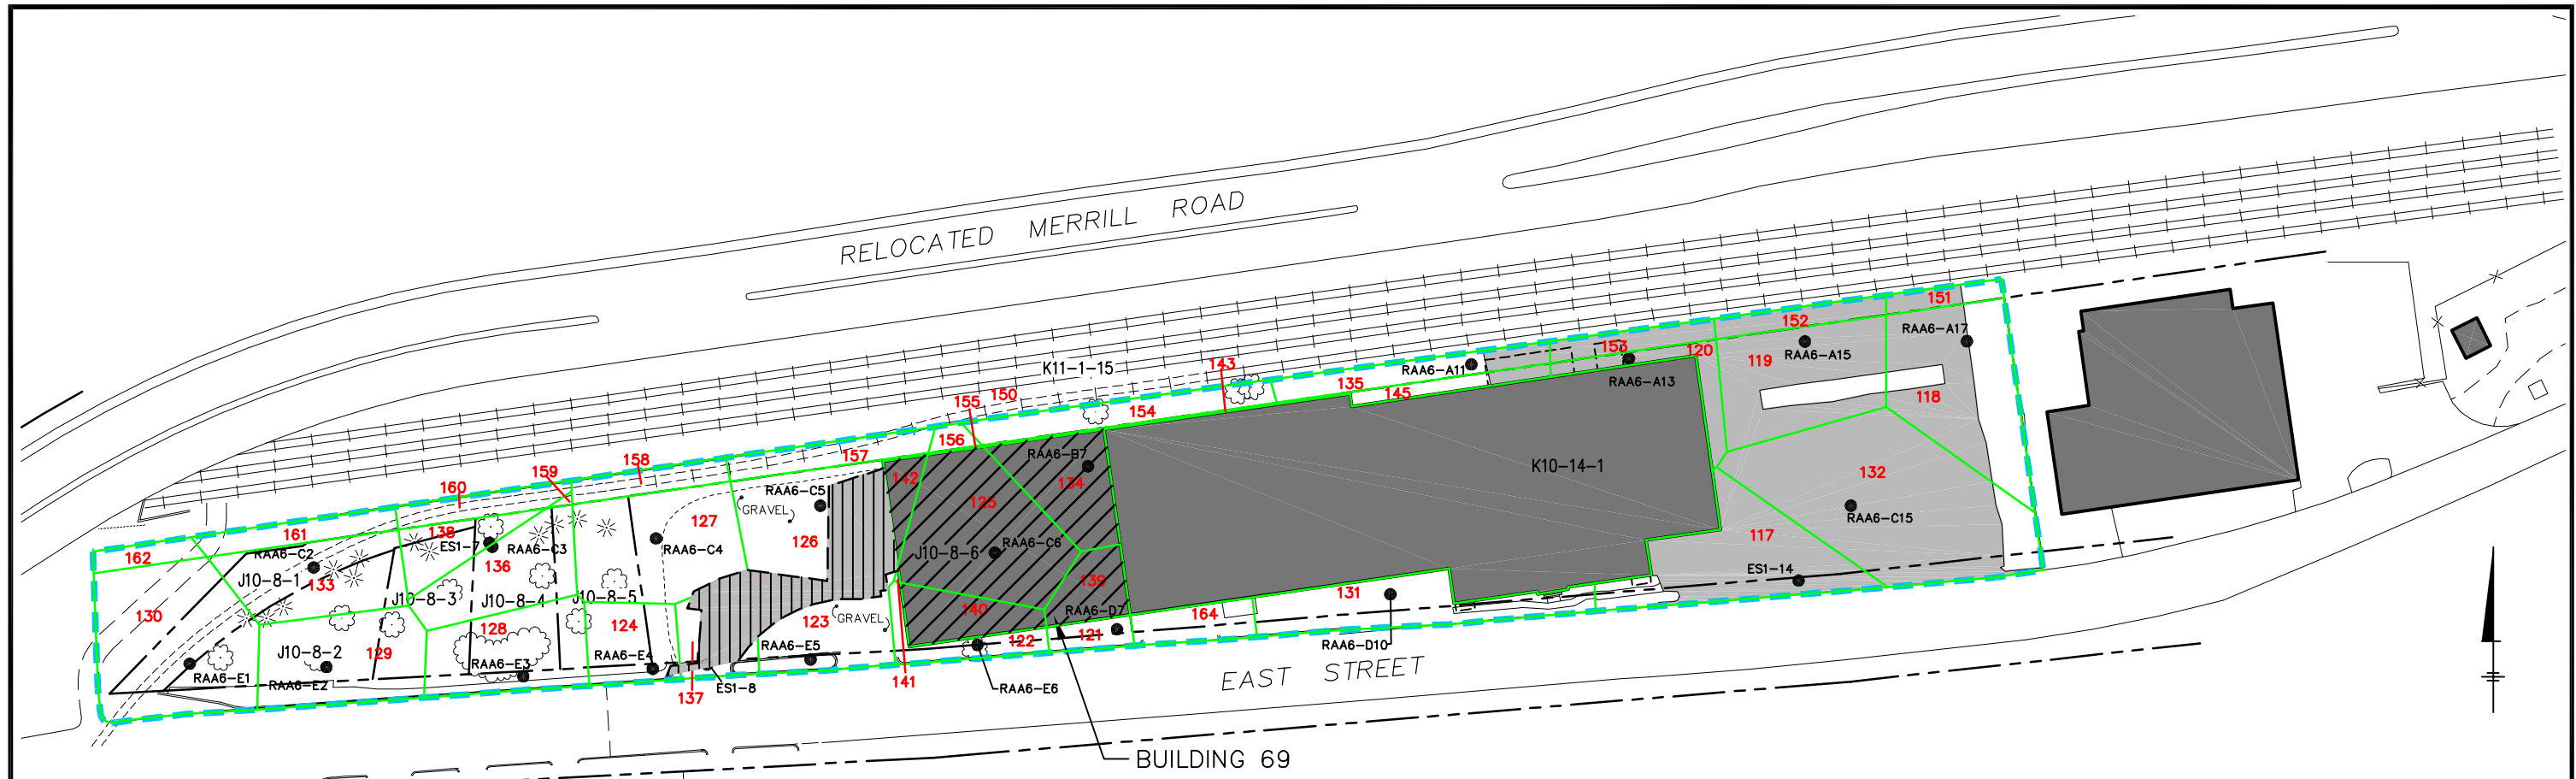 RELOCATED MERRILL ROAD
151
152
RAA6-A17
153
120
119
RAA6-A15
143
K11-1-15
RAA6-A11
RAA6-A13
135
145
118
155
150
154
156
157
158
159
160
RAA6-B7
134
K10-14-1
132
142
125
RAA6-C5
GRAVEL
127
126
RAA6-C15
161
138
162
RAA6-C2
ES1-7
RAA6-C3
136
RAA6-C4
J10-8-6
RAA6-C6
117
J10-8-1
133
139
ES1-14
J10-8-3
J10-8-4
J10-8-5
131
130
140
RAA6-D7
164
128
124
123
GRAVEL
122
121
J10-8-2
129
RAA6-E1
RAA6-E2
RAA6-E3
RAA6-E4
RAA6-E5
RAA6-D10
ES1-8
137
141
RAA6-E6
EAST STREET
BUILDING 69